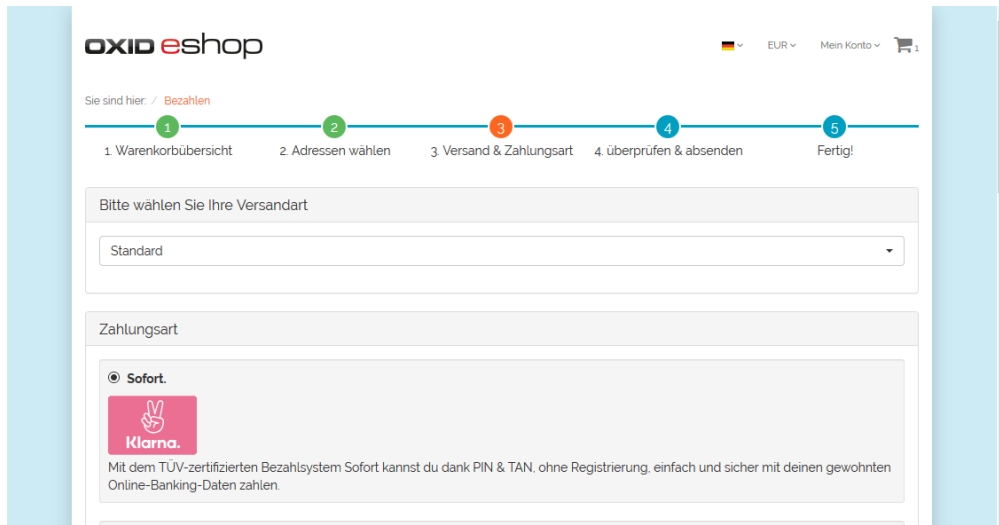 OXID eshop
EUR
Mein Konto
1
Sie sind hier: / Bezahlen
1
2
3
4
5
1. Warenkorbübersicht
2. Adressen wählen
3. Versand & Zahlungsart
4. überprüfen & absenden
Fertig!
Bitte wählen Sie Ihre Versandart
Standard
Zahlungsart
Sofort.
Klarna.
Mit dem TÜV-zertifizierten Bezahlsystem Sofort kannst du dank PIN & TAN, ohne Registrierung, einfach und sicher mit deinen gewohnten
Online-Banking-Daten zahlen.